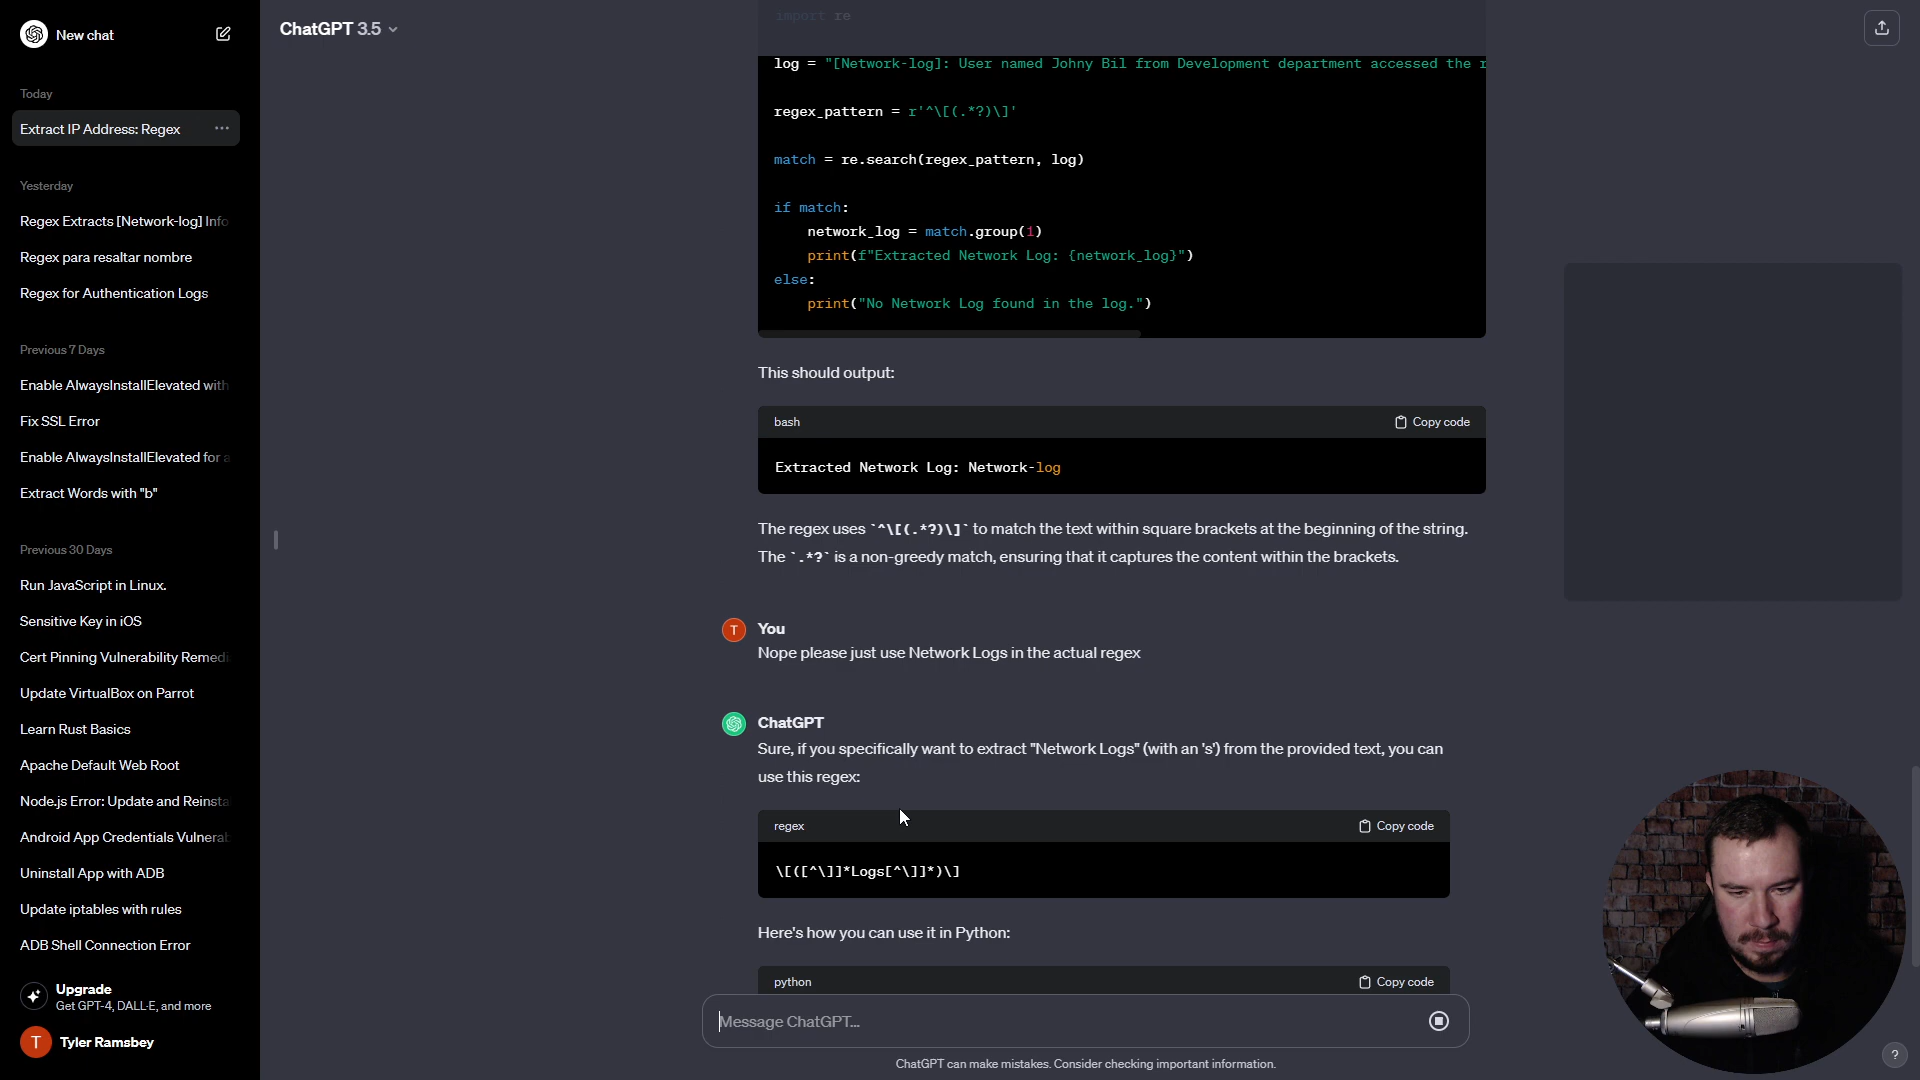 New chat
Today
Extract IP Address: Regex
Yesterday
Regex Extracts [Network-log] Info
Regex para resaltar nombre
Regex for Authentication Logs
Previous 7 Days
Enable AlwaysInstallElevated with
Fix SSL Error
Enable AlwaysInstallElevated for a
Extract Words with "b"
Previous 30 Days
Run JavaScript in Linux.
Sensitive Key in iOS
Cert Pinning Vulnerability Remedi
Update VirtualBox on Parrot
Learn Rust Basics
Apache Default Web Root
Node.js Error: Update and Reinsta
Android App Credentials Vulnerab
Uninstall App with ADB
Update iptables with rules
ADB Shell Connection Error
Upgrade
Get GPT-4, DALL·E, and more
T Tyler Ramsbey
ChatGPT 3.5
import re
log = "[Network-log]: User named Johny Bil from Development department accessed the r
regex_pattern = r'^\[(.*?)\]'
match = re.search(regex_pattern, log)
if match:
network_log = match.group(1)
print(f"Extracted Network Log: {network_log}")
else:
print("No Network Log found in the log.")
This should output:
bash Copy code
Extracted Network Log: Network-log
The regex uses `^\[(.*?)\]` to match the text within square brackets at the beginning of the string.
The `.*?` is a non-greedy match, ensuring that it captures the content within the brackets.
T You
Nope please just use Network Logs in the actual regex
ChatGPT
Sure, if you specifically want to extract "Network Logs" (with an 's') from the provided text, you can
use this regex:
regex Copy code
\[([^\]]*Logs[^\]]*)\]
Here's how you can use it in Python:
python Copy code
Message ChatGPT...
ChatGPT can make mistakes. Consider checking important information.
?